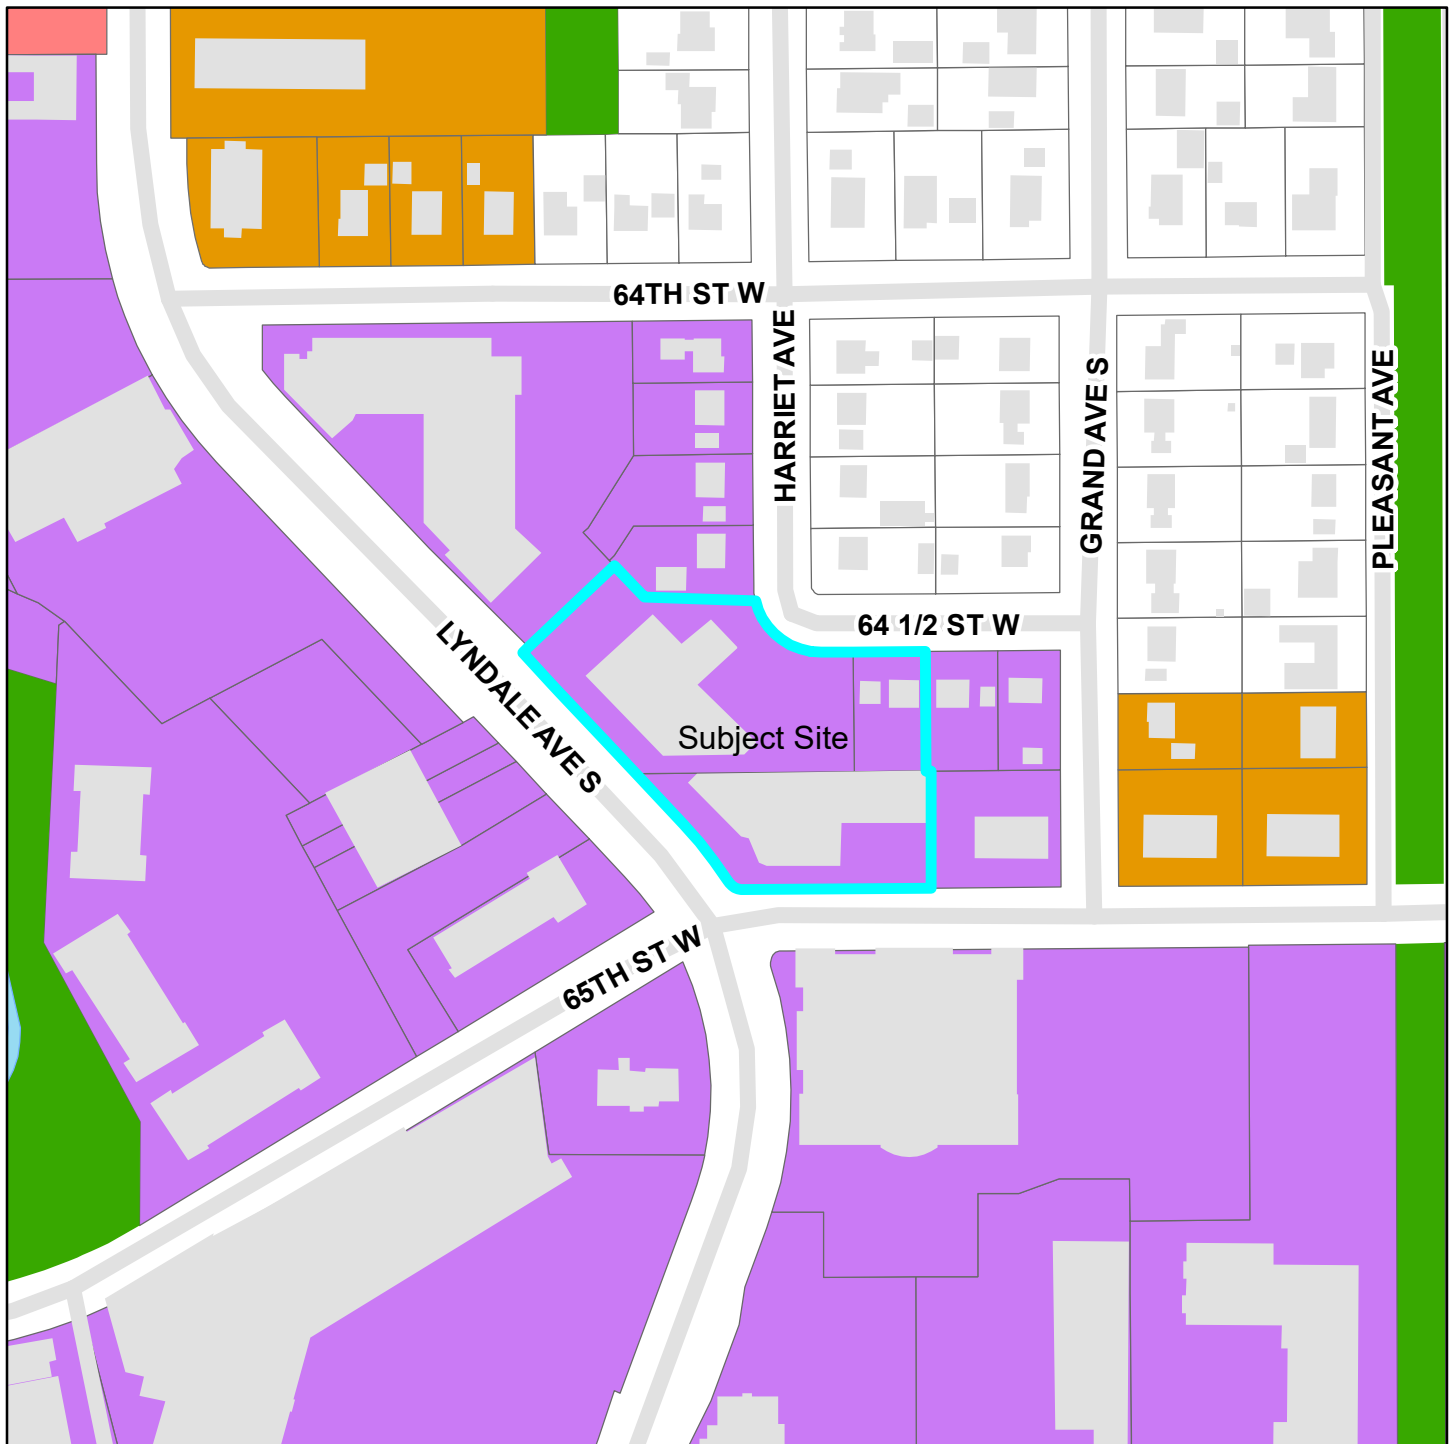 64TH ST W
HARRIET AVE
GRAND AVE S
PLEASANT AVE
64 1/2 ST W
LYNDALE AVE S
Subject Site
65TH ST W